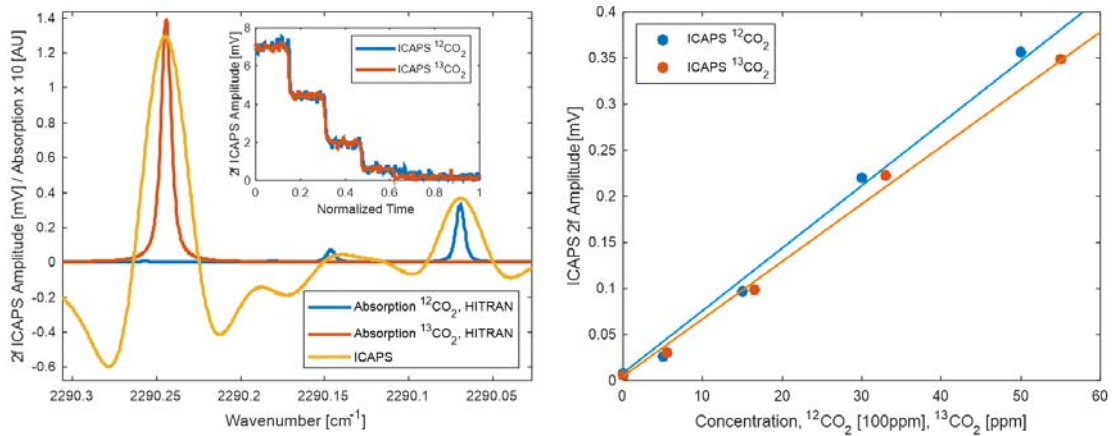 1.4
1.2
1
0.8
0.6
0.4
0.2
0
-0.2
-0.4
-0.6
2f ICAPS Amplitude [mV] / Absorption x 10 [AU]
2290.3 2290.25 2290.2 2290.15 2290.1 2290.05
Wavenumber [cm⁻¹]
Absorption ¹²CO₂, HITRAN
Absorption ¹³CO₂, HITRAN
ICAPS
8
6
4
2
0
2f ICAPS Amplitude [mV]
ICAPS ¹²CO₂
ICAPS ¹³CO₂
0 0.2 0.4 0.6 0.8 1
Normalized Time
0.4
0.35
0.3
0.25
0.2
0.15
0.1
0.05
0
ICAPS 2f Amplitude [mV]
ICAPS ¹²CO₂
ICAPS ¹³CO₂
0 10 20 30 40 50 60
Concentration, ¹²CO₂ [100ppm], ¹³CO₂ [ppm]